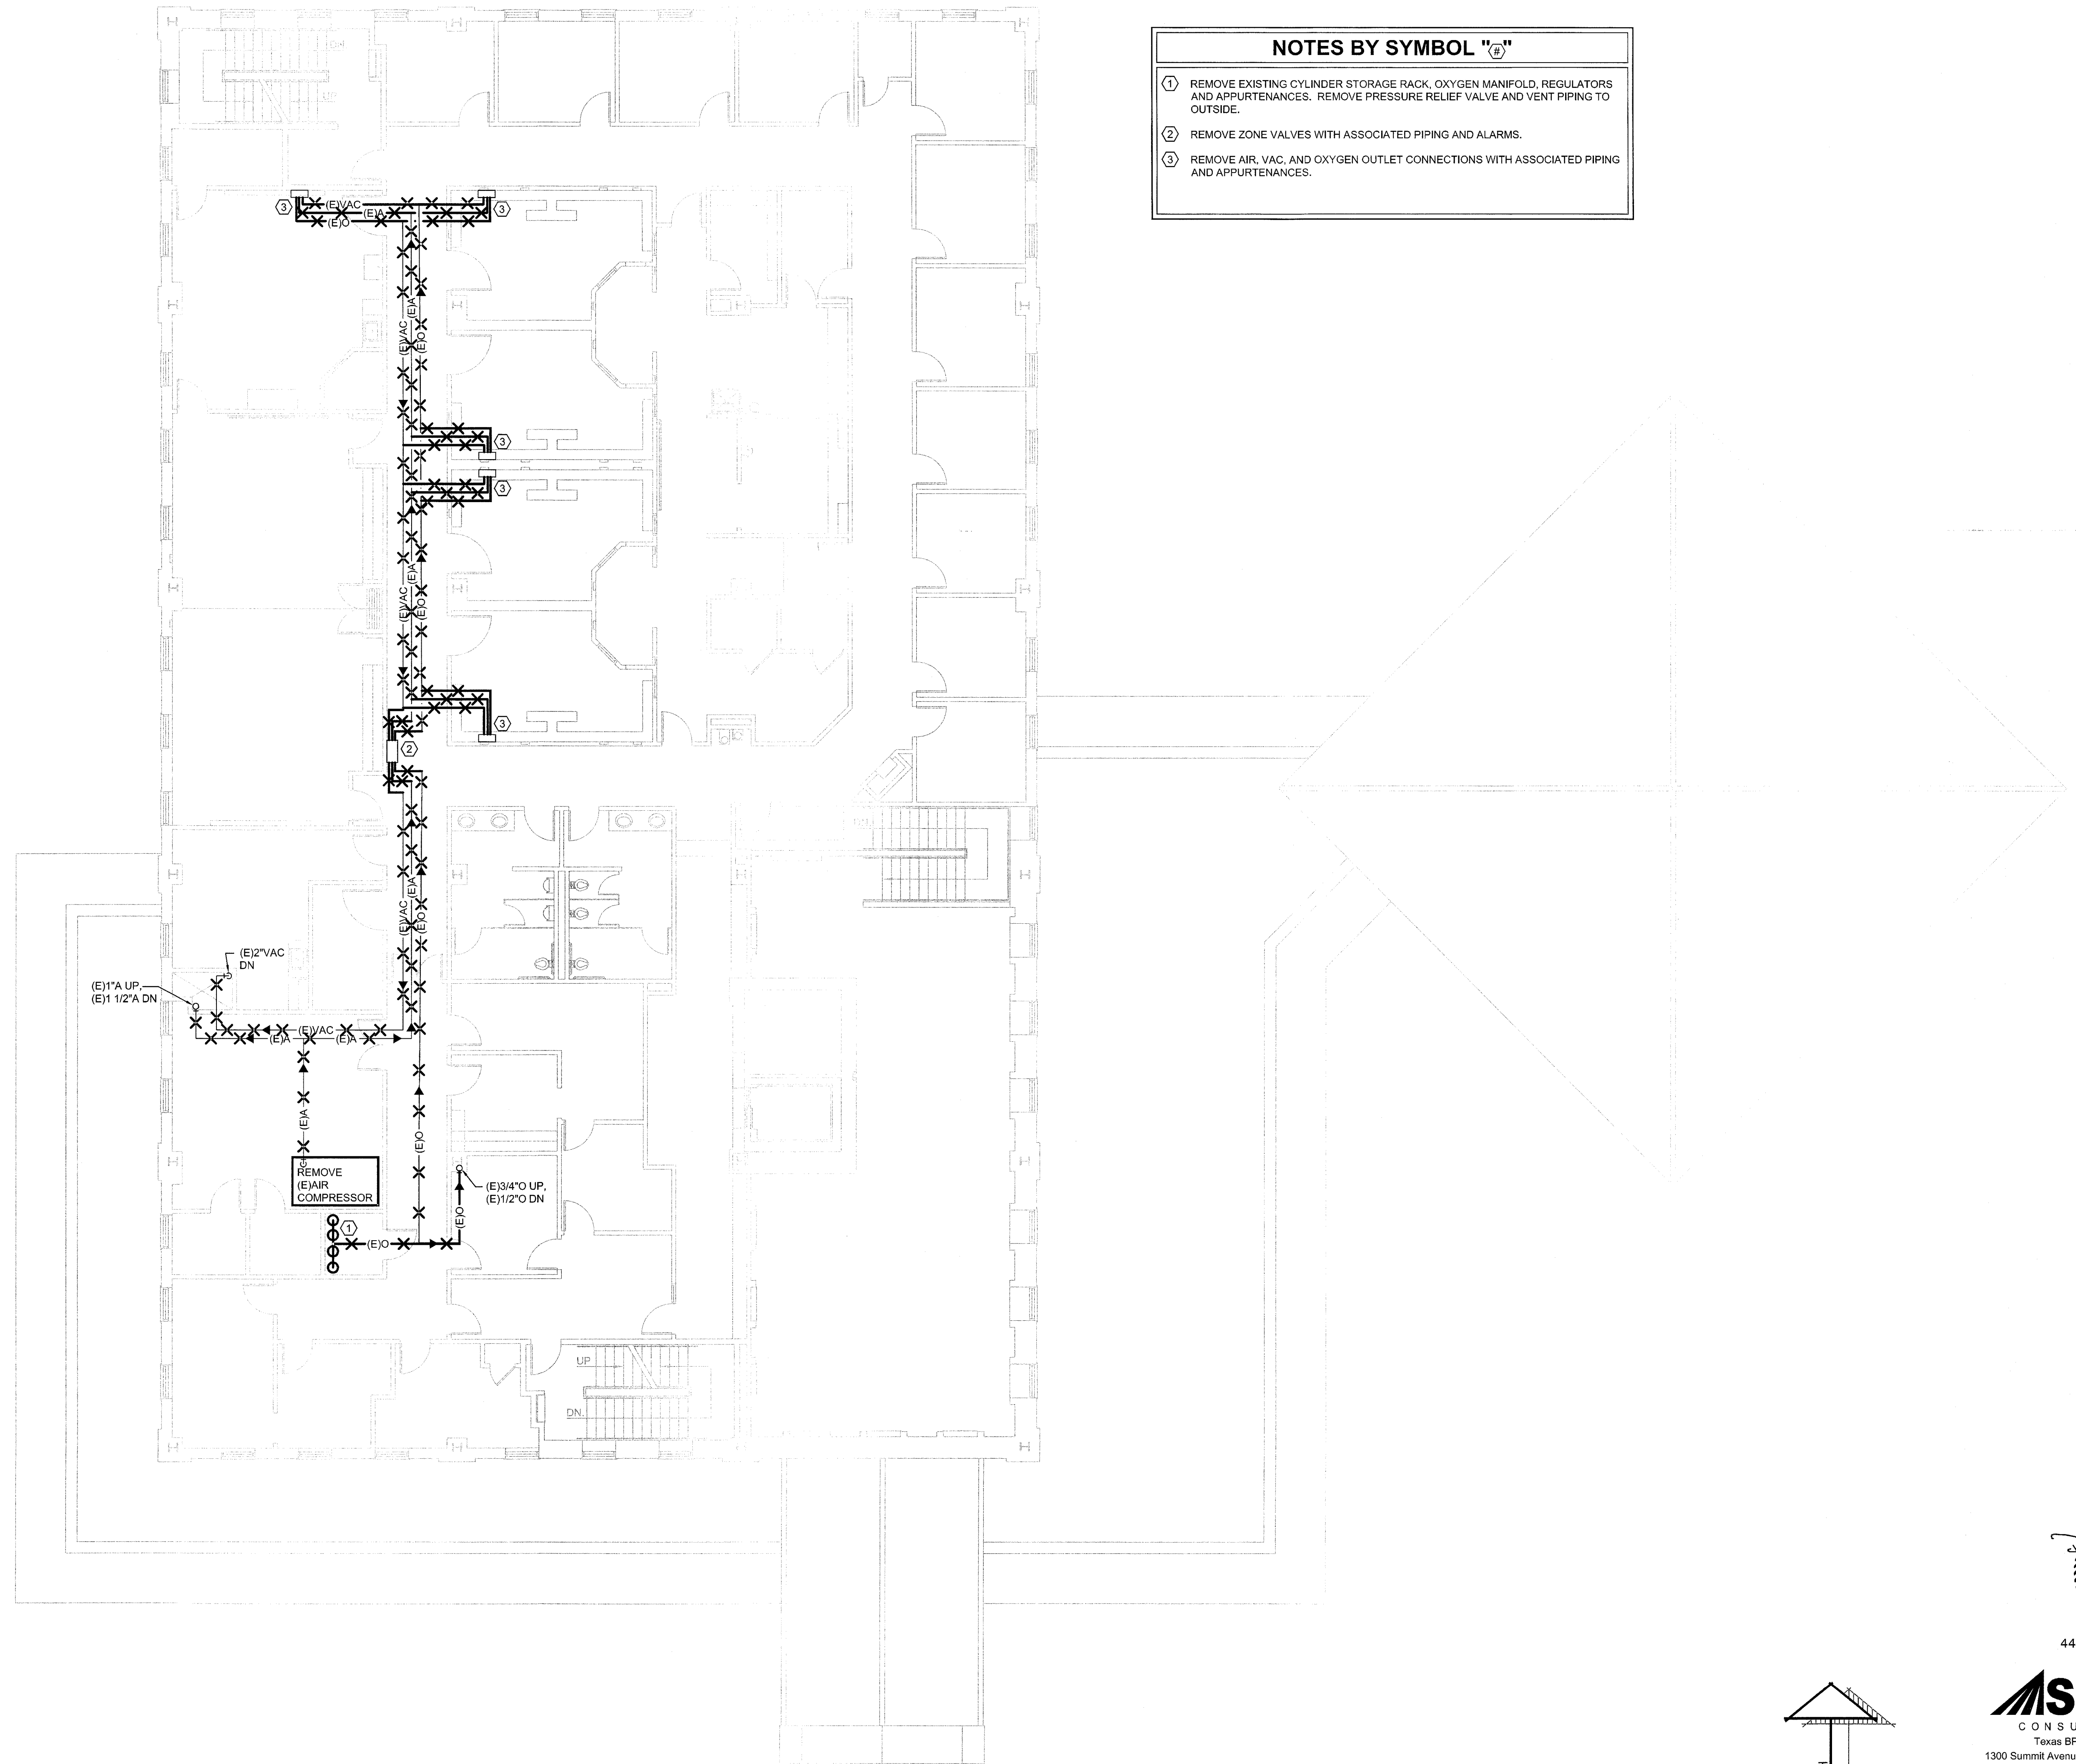 NOTES BY SYMBOL "#"
1 REMOVE EXISTING CYLINDER STORAGE RACK, OXYGEN MANIFOLD, REGULATORS
AND APPURTENANCES. REMOVE PRESSURE RELIEF VALVE AND VENT PIPING TO
OUTSIDE.
2 REMOVE ZONE VALVES WITH ASSOCIATED PIPING AND ALARMS.
3 REMOVE AIR, VAC, AND OXYGEN OUTLET CONNECTIONS WITH ASSOCIATED PIPING
AND APPURTENANCES.
UP
3
(E)VAC
(E)A
(E)O
3
(E)A
(E)VAC
(E)O
3
3
(E)A
(E)VAC
(E)O
3
2
(E)A
(E)VAC
(E)O
(E)2"VAC
DN
(E)1"A UP,
(E)1 1/2"A DN
(E)VAC
(E)A
(E)A
(E)A
(E)O
REMOVE
(E)AIR
COMPRESSOR
(E)3/4"O UP,
(E)1/2"O DN
(E)O
1
(E)O
UP
DN.
44
S
CONSU
Texas BP
1300 Summit Avenu